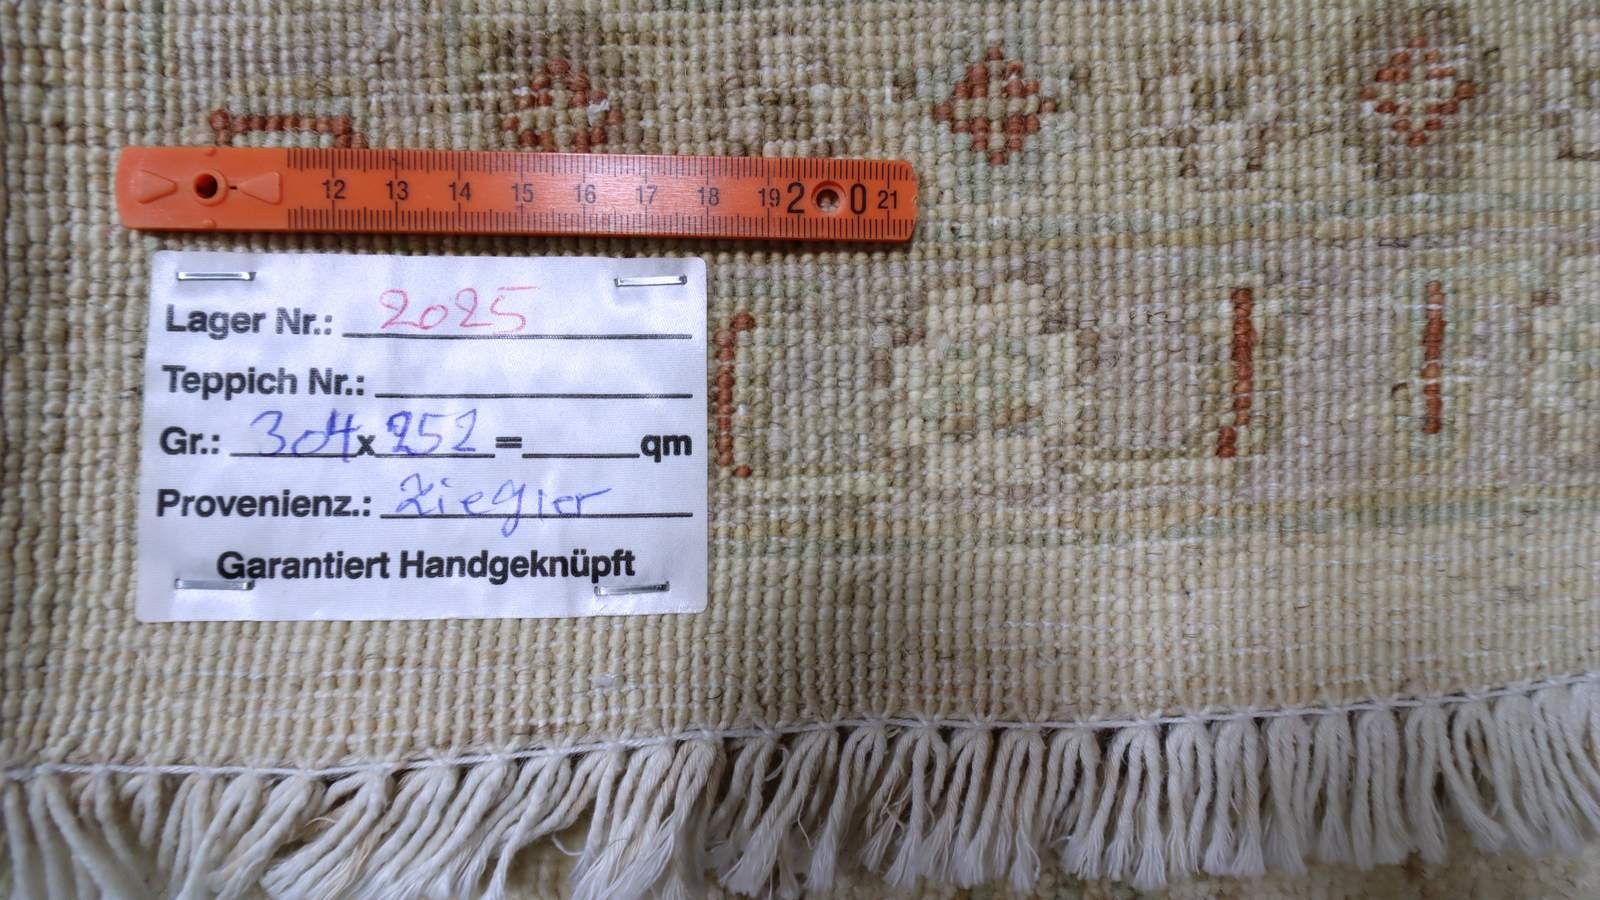 12 13 14 15 16 17 18 19 20 21
Lager Nr.: 2025
Teppich Nr.:
Gr.: 304 x 252 = qm
Provenienz.: Ziegler
Garantiert Handgeknüpft